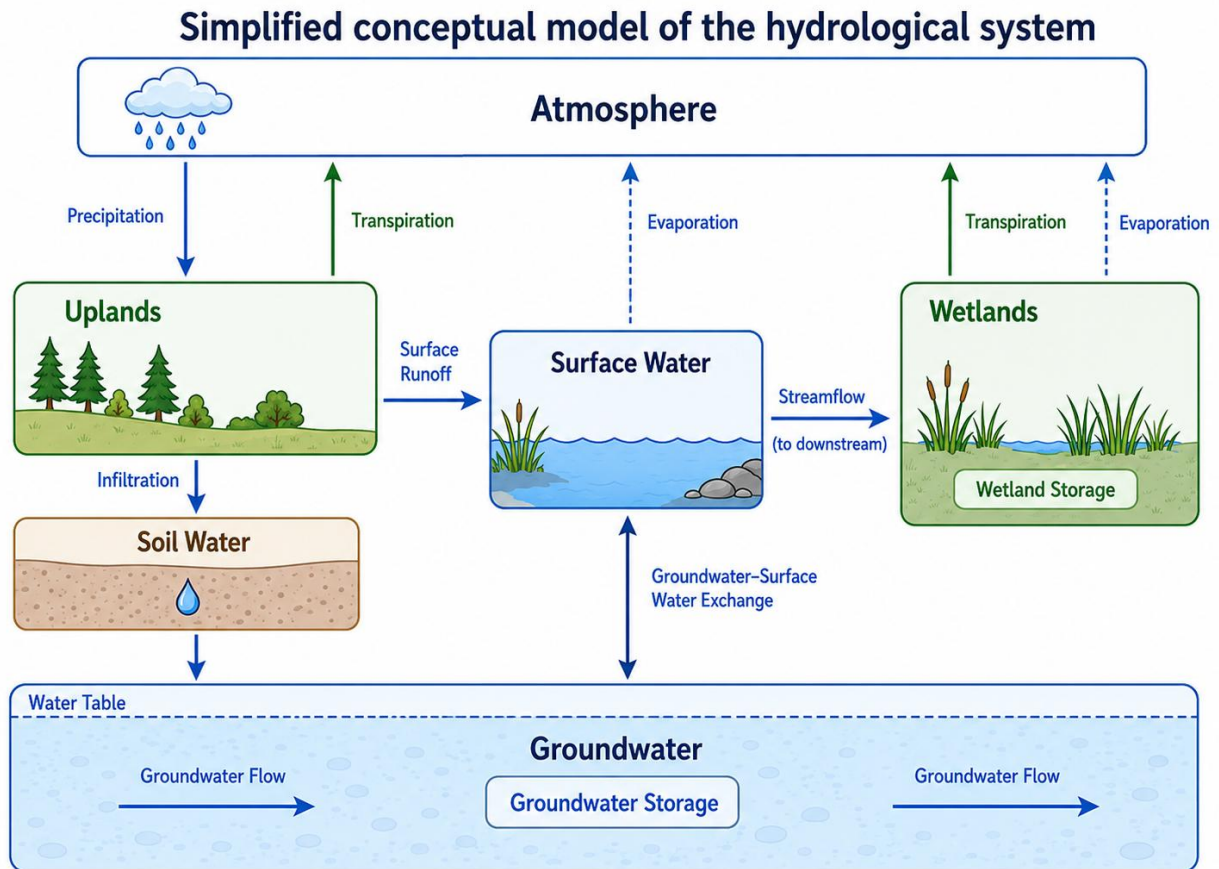 Simplified conceptual model of the hydrological system
Atmosphere
Precipitation
Transpiration
Evaporation
Transpiration
Evaporation
Uplands
Surface
Runoff
Surface Water
Streamflow
(to downstream)
Wetlands
Wetland Storage
Infiltration
Soil Water
Groundwater–Surface
Water Exchange
Water Table
Groundwater
Groundwater Flow
Groundwater Storage
Groundwater Flow